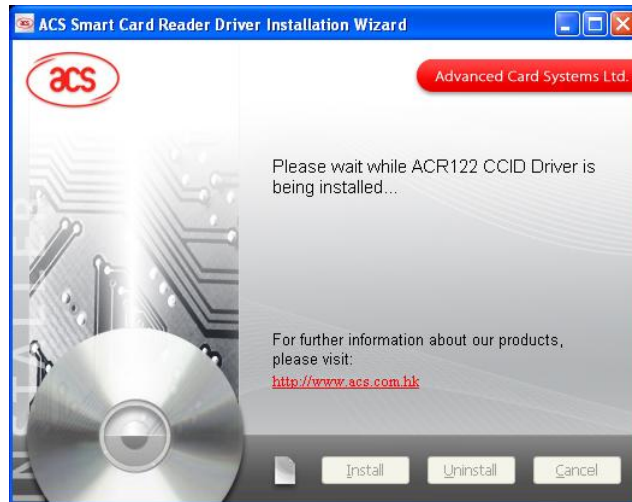 ACS Smart Card Reader Driver Installation Wizard
acs
Advanced Card Systems Ltd.
Please wait while ACR122 CCID Driver is
being installed...
For further information about our products,
please visit:
http://www.acs.com.hk
INSTALLER
Install
Uninstall
Cancel